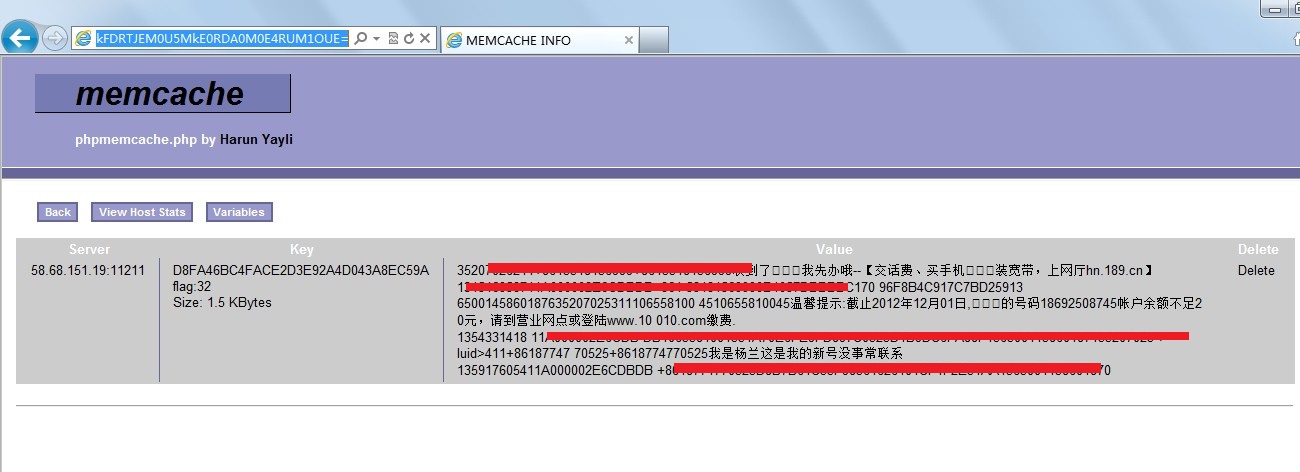 kFDRTJEM0U5MkE0RDA0M0E4RUM1OUE=
MEMCACHE INFO
memcache
phpmemcache.php by Harun Yayli
Back View Host Stats Variables
Server Key Value Delete
58.68.151.19:11211 D8FA46BC4FACE2D3E92A4D043A8EC59A 到了□□□我先办哦--【交话费、买手机□□□装宽带，上网厅hn.189.cn】 Delete
flag:32 C170 96F8B4C917C7BD25913
Size: 1.5 KBytes 6500145860187635207025311106558100 4510655810045温馨提示:截止2012年12月01日,□□□的号码18692508745帐户余额不足2
0元，请到营业网点或登陆www.10 010.com缴费.
1354331418
luid>411+86187747 70525+8618774770525我是杨兰这是我的新号没事常联系
135917605411A000002E6CDBDB +86